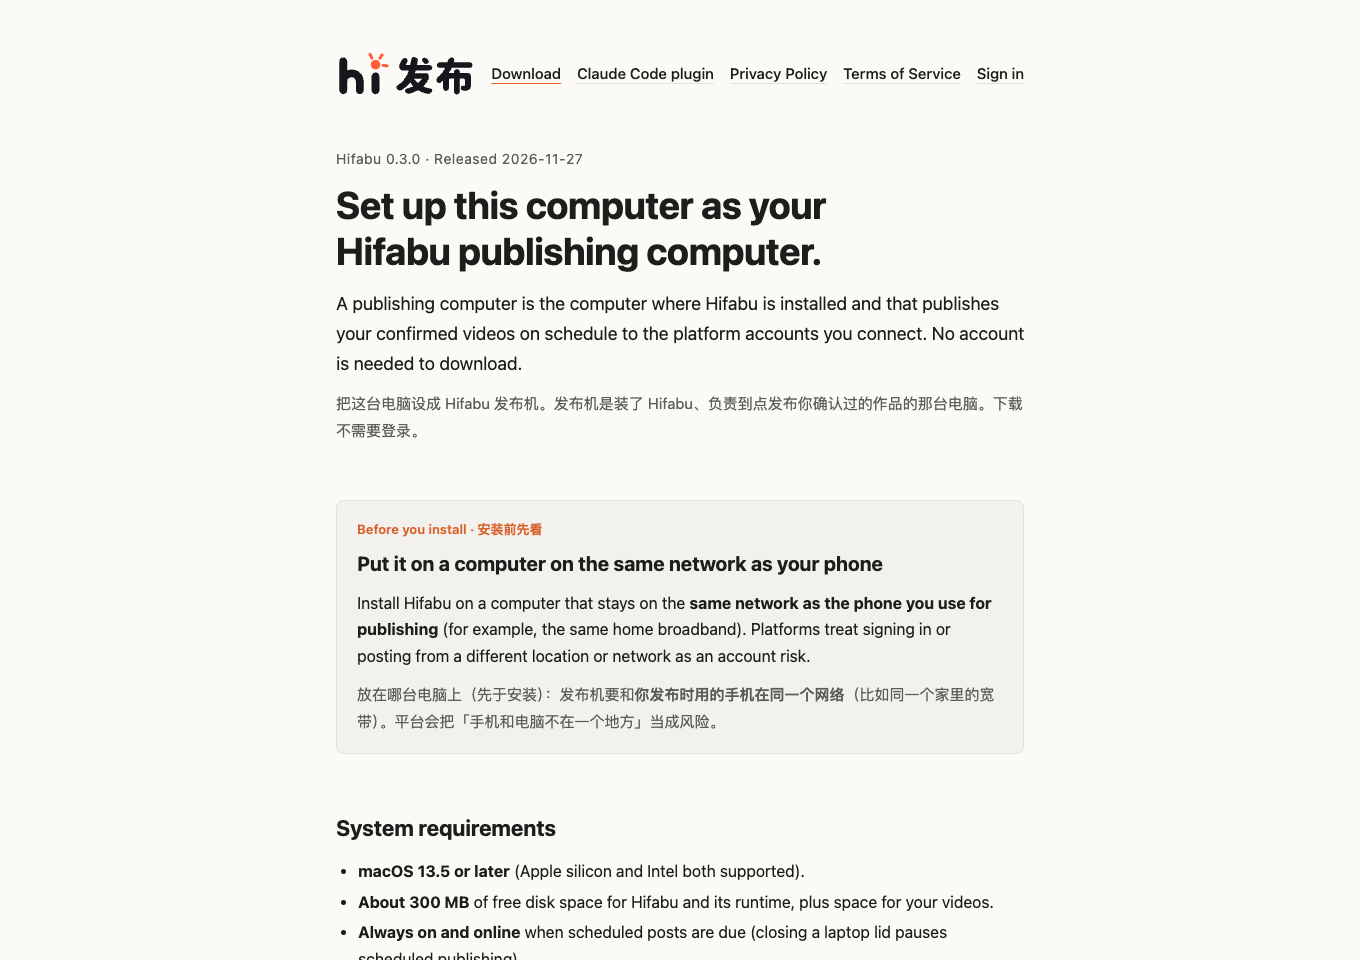 hi 发布
Download
Claude Code plugin
Privacy Policy
Terms of Service
Sign in
Hifabu 0.3.0 · Released 2026-11-27
Set up this computer as your
Hifabu publishing computer.
A publishing computer is the computer where Hifabu is installed and that publishes
your confirmed videos on schedule to the platform accounts you connect. No account
is needed to download.
把这台电脑设成 Hifabu 发布机。发布机是装了 Hifabu、负责到点发布你确认过的作品的那台电脑。下载
不需要登录。
Before you install · 安装前先看
Put it on a computer on the same network as your phone
Install Hifabu on a computer that stays on the same network as the phone you use for
publishing (for example, the same home broadband). Platforms treat signing in or
posting from a different location or network as an account risk.
放在哪台电脑上（先于安装）：发布机要和你发布时用的手机在同一个网络（比如同一个家里的宽
带）。平台会把「手机和电脑不在一个地方」当成风险。
System requirements
• macOS 13.5 or later (Apple silicon and Intel both supported).
• About 300 MB of free disk space for Hifabu and its runtime, plus space for your videos.
• Always on and online when scheduled posts are due (closing a laptop lid pauses
scheduled publishing)